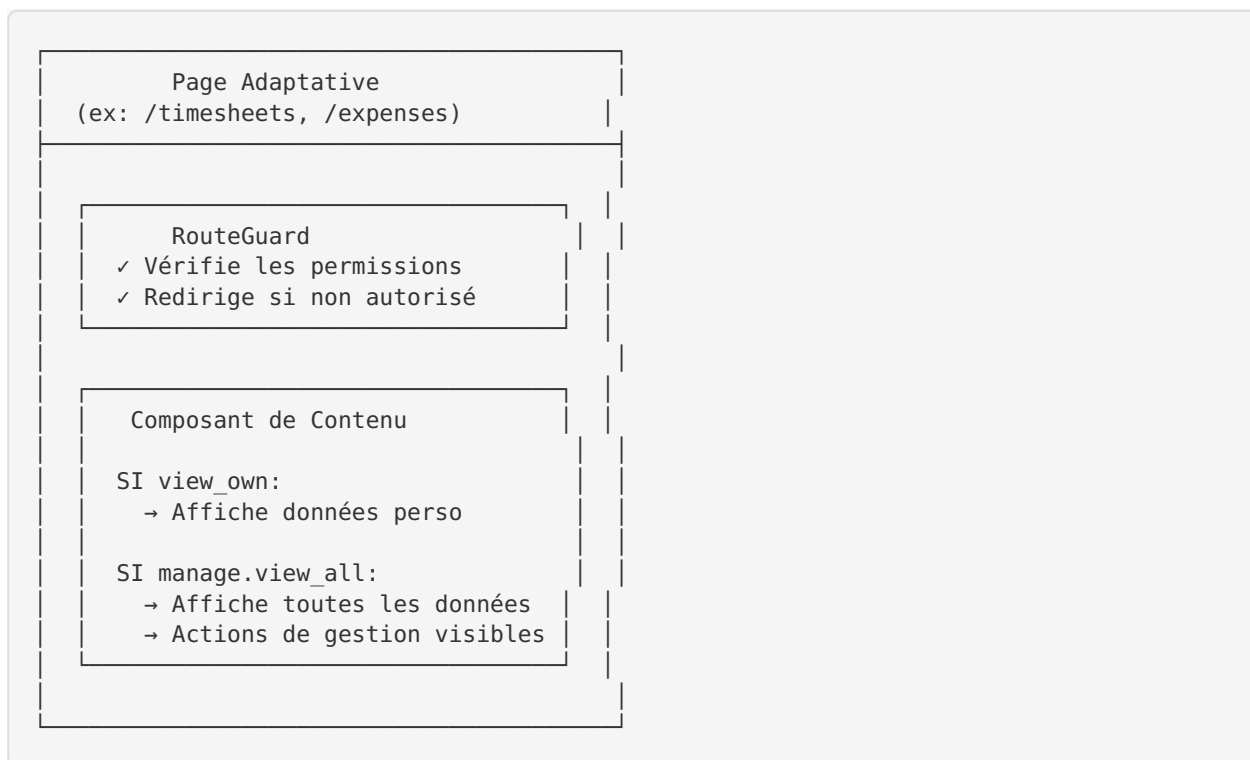 Page Adaptative
(ex: /timesheets, /expenses)
RouteGuard
✓ Vérifie les permissions
✓ Redirige si non autorisé
Composant de Contenu
SI view_own:
→ Affiche données perso
SI manage.view_all:
→ Affiche toutes les données
→ Actions de gestion visibles